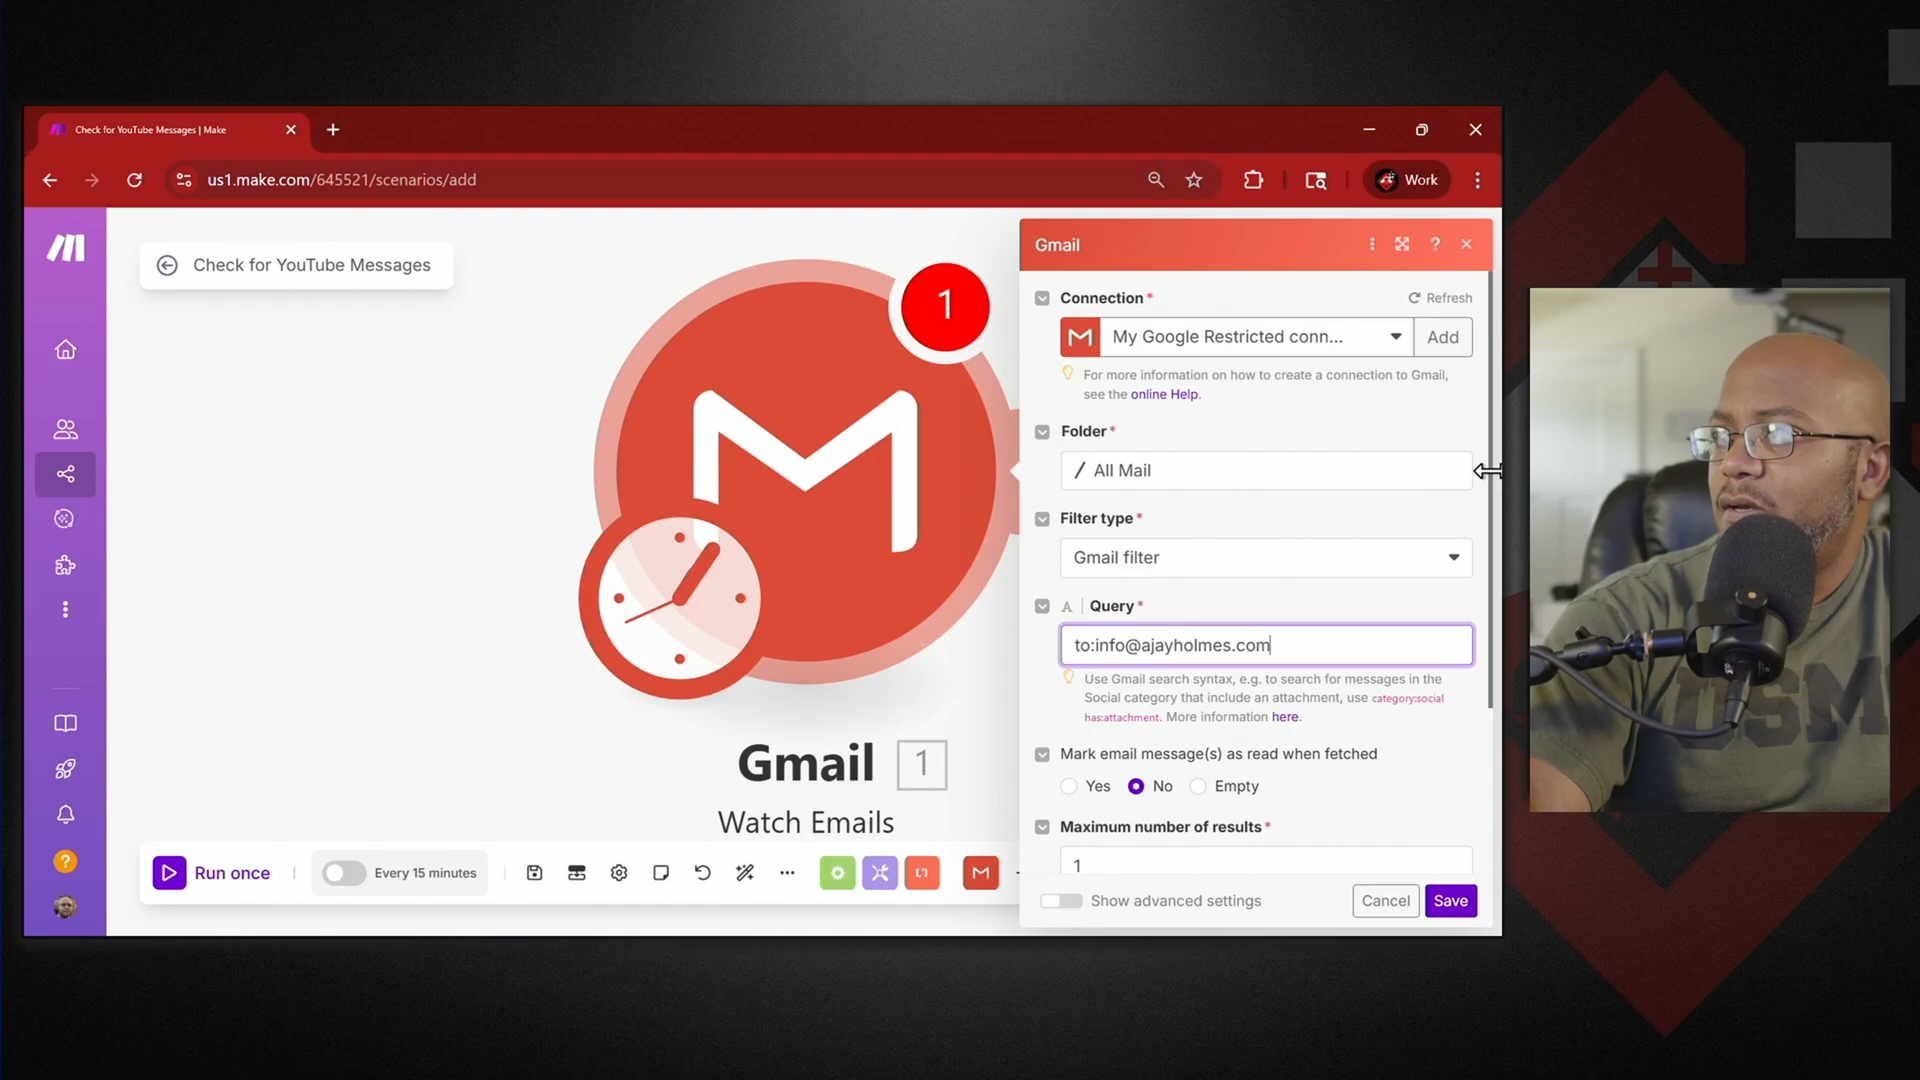 Check for YouTube Messages | Make
us1.make.com/645521/scenarios/add
Work
Check for YouTube Messages
1
Gmail 1
Watch Emails
Run once
Every 15 minutes
Gmail
Connection *
Refresh
My Google Restricted conn...
Add
For more information on how to create a connection to Gmail,
see the online Help.
Folder *
/ All Mail
Filter type *
Gmail filter
A Query *
to:info@ajayholmes.com
Use Gmail search syntax, e.g. to search for messages in the
Social category that include an attachment, use category:social
has:attachment. More information here.
Mark email message(s) as read when fetched
Yes No Empty
Maximum number of results *
1
Show advanced settings
Cancel
Save